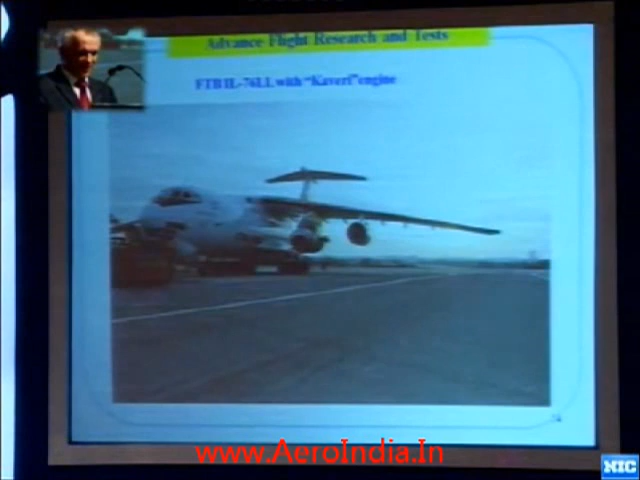 Advance Flight Research and Tests
FTB IL-76LL with "Kaveri" engine
www.AeroIndia.In
NIC